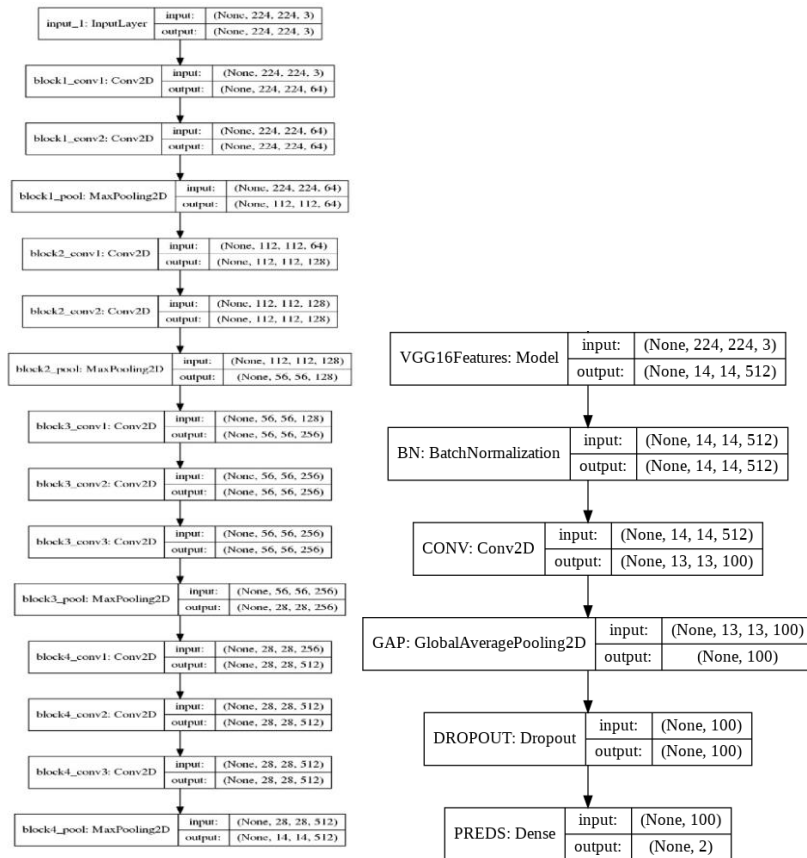 input_1: InputLayer
input: (None, 224, 224, 3)
output: (None, 224, 224, 3)
block1_conv1: Conv2D
input: (None, 224, 224, 3)
output: (None, 224, 224, 64)
block1_conv2: Conv2D
input: (None, 224, 224, 64)
output: (None, 224, 224, 64)
block1_pool: MaxPooling2D
input: (None, 224, 224, 64)
output: (None, 112, 112, 64)
block2_conv1: Conv2D
input: (None, 112, 112, 64)
output: (None, 112, 112, 128)
block2_conv2: Conv2D
input: (None, 112, 112, 128)
output: (None, 112, 112, 128)
block2_pool: MaxPooling2D
input: (None, 112, 112, 128)
output: (None, 56, 56, 128)
block3_conv1: Conv2D
input: (None, 56, 56, 128)
output: (None, 56, 56, 256)
block3_conv2: Conv2D
input: (None, 56, 56, 256)
output: (None, 56, 56, 256)
block3_conv3: Conv2D
input: (None, 56, 56, 256)
output: (None, 56, 56, 256)
block3_pool: MaxPooling2D
input: (None, 56, 56, 256)
output: (None, 28, 28, 256)
block4_conv1: Conv2D
input: (None, 28, 28, 256)
output: (None, 28, 28, 512)
block4_conv2: Conv2D
input: (None, 28, 28, 512)
output: (None, 28, 28, 512)
block4_conv3: Conv2D
input: (None, 28, 28, 512)
output: (None, 28, 28, 512)
block4_pool: MaxPooling2D
input: (None, 28, 28, 512)
output: (None, 14, 14, 512)
VGG16Features: Model
input: (None, 224, 224, 3)
output: (None, 14, 14, 512)
BN: BatchNormalization
input: (None, 14, 14, 512)
output: (None, 14, 14, 512)
CONV: Conv2D
input: (None, 14, 14, 512)
output: (None, 13, 13, 100)
GAP: GlobalAveragePooling2D
input: (None, 13, 13, 100)
output: (None, 100)
DROPOUT: Dropout
input: (None, 100)
output: (None, 100)
PREDS: Dense
input: (None, 100)
output: (None, 2)